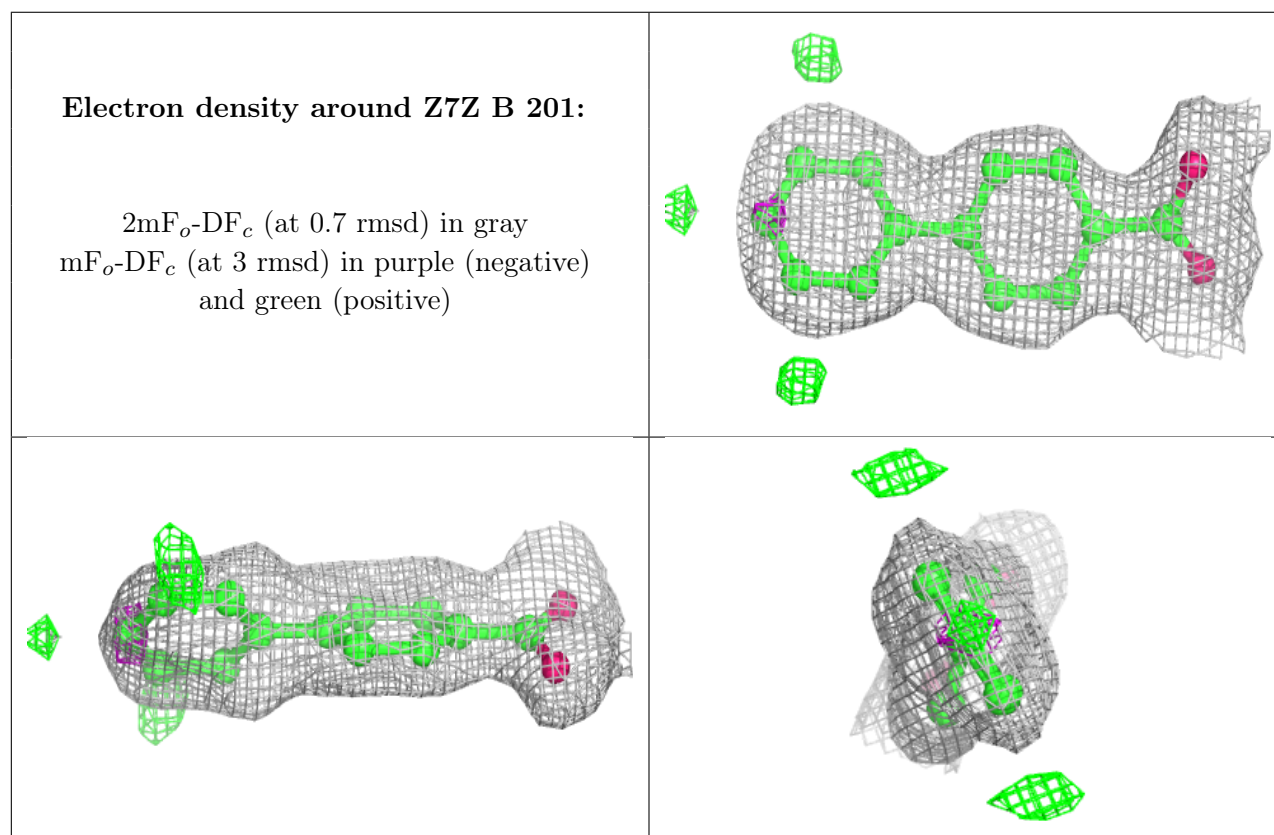 Electron density around Z7Z B 201:
2mFo-DFc (at 0.7 rmsd) in gray
mFo-DFc (at 3 rmsd) in purple (negative)
and green (positive)